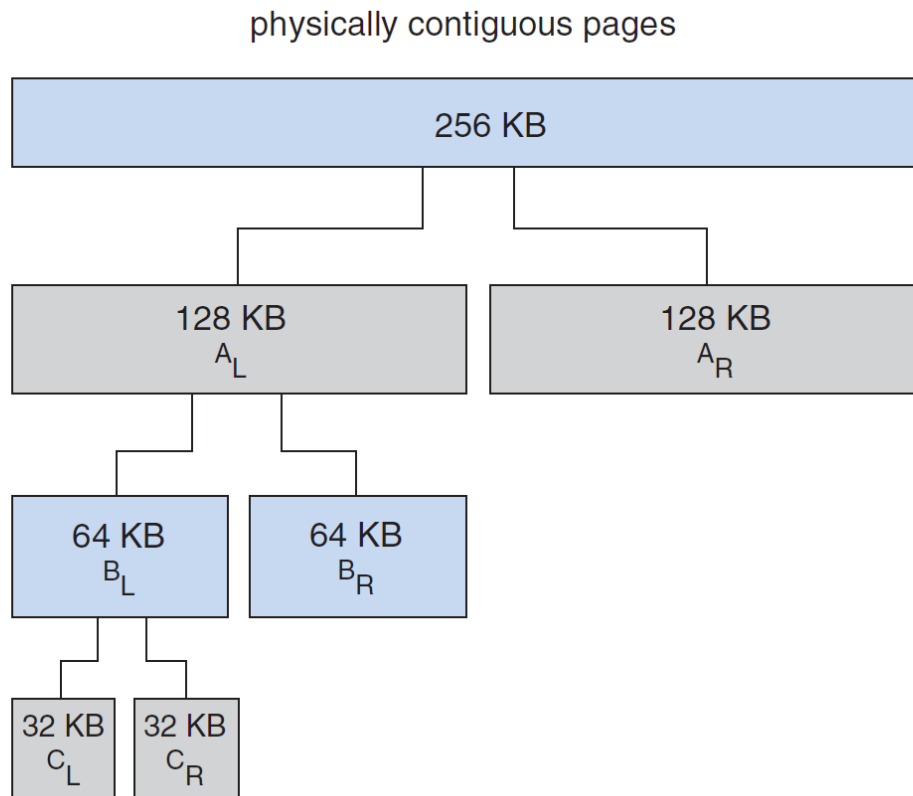 physically contiguous pages
256 KB
128 KB
AL
128 KB
AR
64 KB
BL
64 KB
BR
32 KB
CL
32 KB
CR